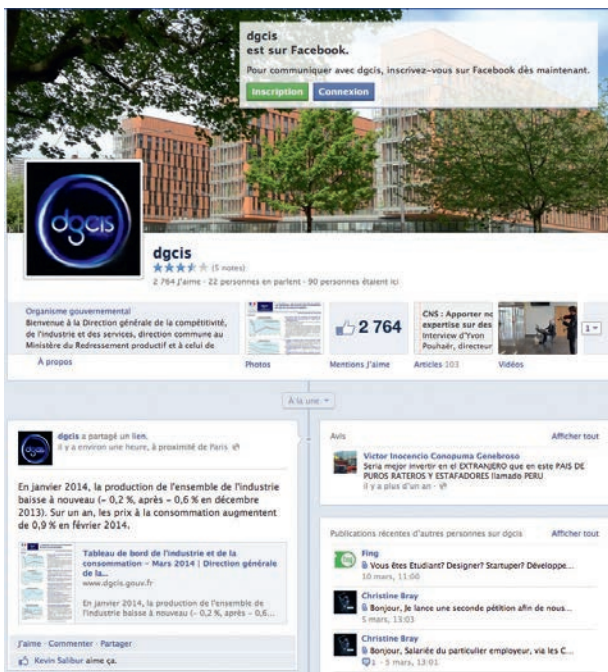 dgcis
est sur Facebook.
Pour communiquer avec dgcis, inscrivez-vous sur Facebook dès maintenant.
Inscription
Connexion
dgcis
dgcis
(5 notes)
2 764 J'aime · 22 personnes en parlent · 90 personnes étaient ici
Organisme gouvernemental
Bienvenue à la Direction générale de la compétitivité,
de l'industrie et des services, direction commune au
Ministère du Redressement productif et à celui de
À propos
Photos
2 764
Mentions J'aime
CNS : Apporter no
expertise sur des
Interview d'Yvon
Pouhaër, directeur
Articles 103
Vidéos
1
À la une
dgcis a partagé un lien.
il y a environ une heure, à proximité de Paris
En janvier 2014, la production de l'ensemble de l'industrie
baisse à nouveau (- 0,2 %, après - 0,6 % en décembre
2013). Sur un an, les prix à la consommation augmentent
de 0,9 % en février 2014.
Tableau de bord de l'industrie et de la
consommation - Mars 2014 | Direction générale
de la...
www.dgcis.gouv.fr
En janvier 2014, la production de l'ensemble de
l'industrie baisse à nouveau (- 0,2 %, après - 0,6...
J'aime · Commenter · Partager
Kevin Salibur aime ça.
Avis
Afficher tout
Victor Inocencio Conopuma Genebroso
Seria mejor invertir en el EXTRANJERO que en este PAIS DE
PUROS RATEROS Y ESTAFADORES llamado PERU
il y a plus d'un an
Publications récentes d'autres personnes sur dgcis
Afficher tout
Fing
Vous êtes Etudiant? Designer? Startuper? Développe...
10 mars, 11:00
Christine Bray
Bonjour, Je lance une seconde pétition afin de nous...
5 mars, 13:03
Christine Bray
Bonjour, Salariée du particulier employeur, via les C...
1 · 5 mars, 13:01